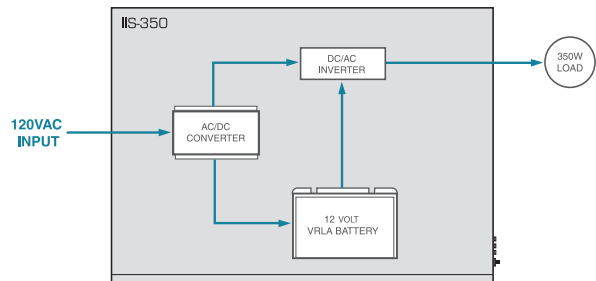 IIS-350
DC/AC
INVERTER
350W
LOAD
120VAC
INPUT
AC/DC
CONVERTER
12 VOLT
VRLA BATTERY